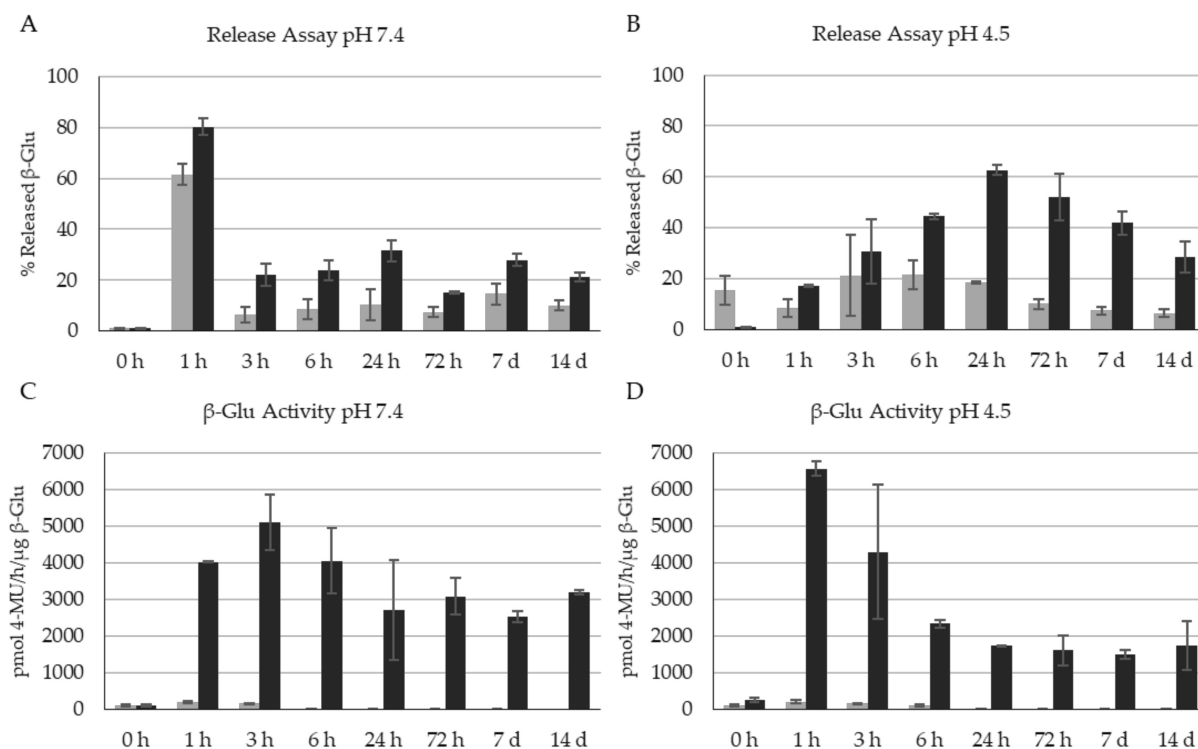 A
Release Assay pH 7.4
% Released β-Glu
100
80
60
40
20
0
0 h 1 h 3 h 6 h 24 h 72 h 7 d 14 d
B
Release Assay pH 4.5
% Released β-Glu
100
80
60
40
20
0
0 h 1 h 3 h 6 h 24 h 72 h 7 d 14 d
C
β-Glu Activity pH 7.4
pmol 4-MU/h/µg β-Glu
7000
6000
5000
4000
3000
2000
1000
0
0 h 1 h 3 h 6 h 24 h 72 h 7 d 14 d
D
β-Glu Activity pH 4.5
pmol 4-MU/h/µg β-Glu
7000
6000
5000
4000
3000
2000
1000
0
0 h 1 h 3 h 6 h 24 h 72 h 7 d 14 d